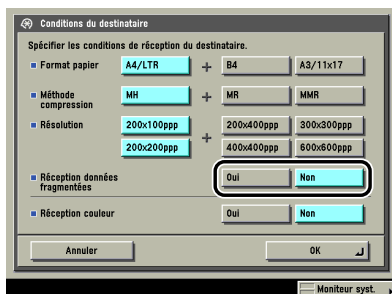 Conditions du destinataire
Spécifier les conditions de réception du destinataire.
Format papier A4/LTR + B4 A3/11x17
Méthode compression MH + MR MMR
Résolution 200x100ppp + 200x400ppp 300x300ppp
200x200ppp 400x400ppp 600x600ppp
Réception données fragmentées Oui Non
Réception couleur Oui Non
Annuler OK
Moniteur syst.